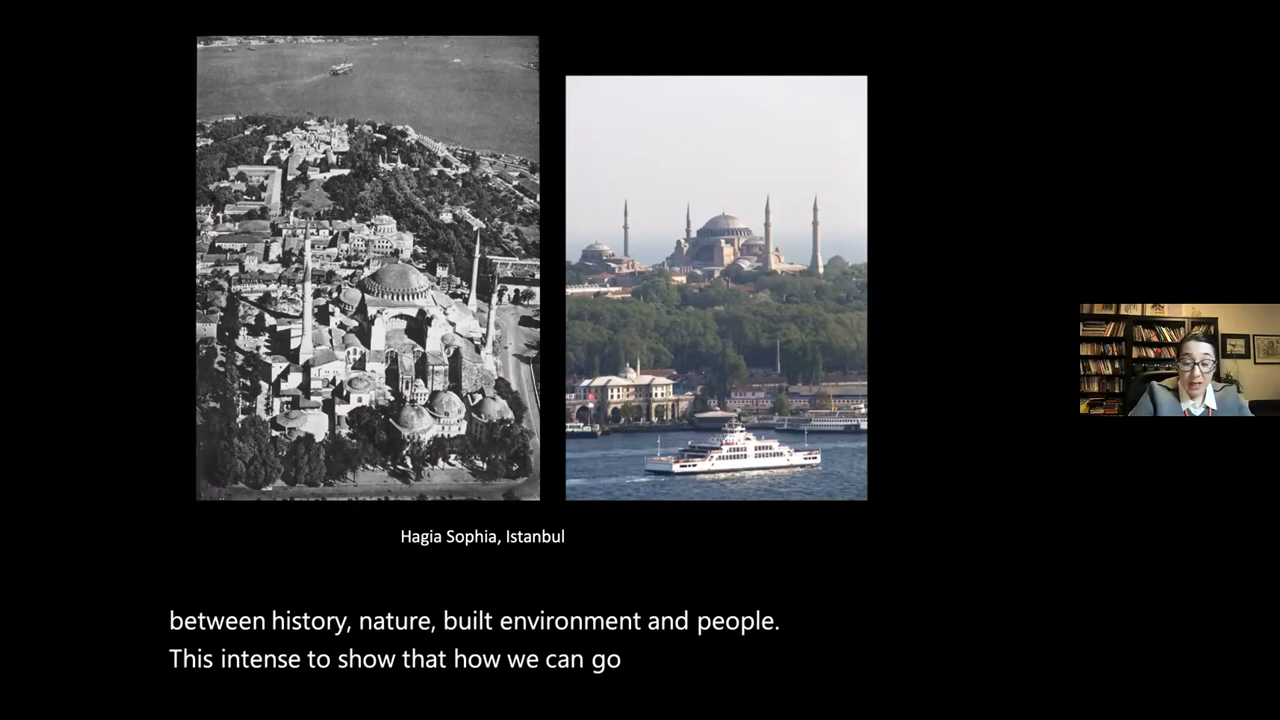 Hagia Sophia, Istanbul
between history, nature, built environment and people.
This intense to show that how we can go